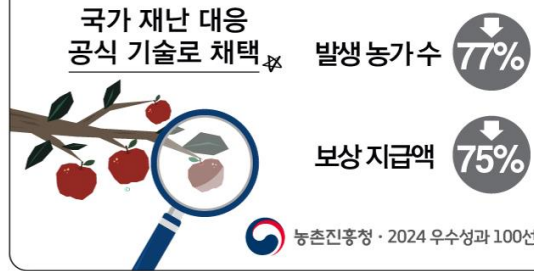 국가 재난 대응
공식 기술로 채택
발생 농가 수 77%
보상 지급액 75%
농촌진흥청 · 2024 우수성과 100선